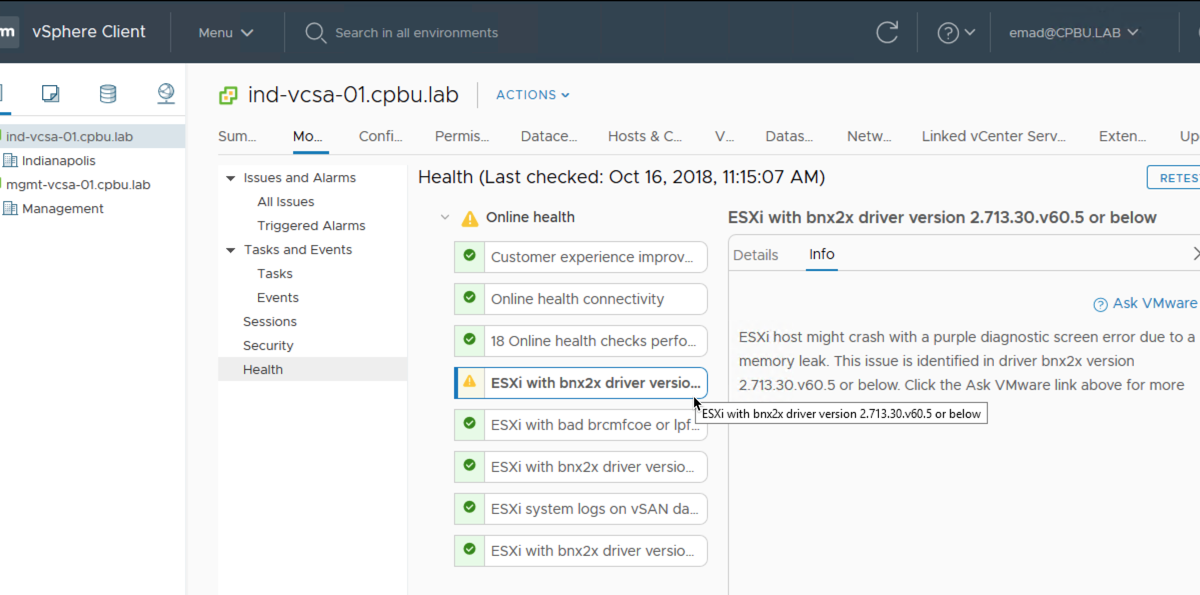 m vSphere Client Menu Search in all environments emad@CPBU.LAB
ind-vcsa-01.cpbu.lab
Indianapolis
mgmt-vcsa-01.cpbu.lab
Management
ind-vcsa-01.cpbu.lab ACTIONS
Sum... Mo... Confi... Permis... Datace... Hosts & C... V... Datas... Netw... Linked vCenter Serv... Exten... Up
Issues and Alarms
All Issues
Triggered Alarms
Tasks and Events
Tasks
Events
Sessions
Security
Health
Health (Last checked: Oct 16, 2018, 11:15:07 AM)
RETES
Online health
Customer experience improv...
Online health connectivity
18 Online health checks perfo...
ESXi with bnx2x driver versio...
ESXi with bad brcmfcoe or lpf...
ESXi with bnx2x driver versio...
ESXi system logs on vSAN da...
ESXi with bnx2x driver versio...
ESXi with bnx2x driver version 2.713.30.v60.5 or below
Details Info
Ask VMware
ESXi host might crash with a purple diagnostic screen error due to a
memory leak. This issue is identified in driver bnx2x version
2.713.30.v60.5 or below. Click the Ask VMware link above for more
ESXi with bnx2x driver version 2.713.30.v60.5 or below